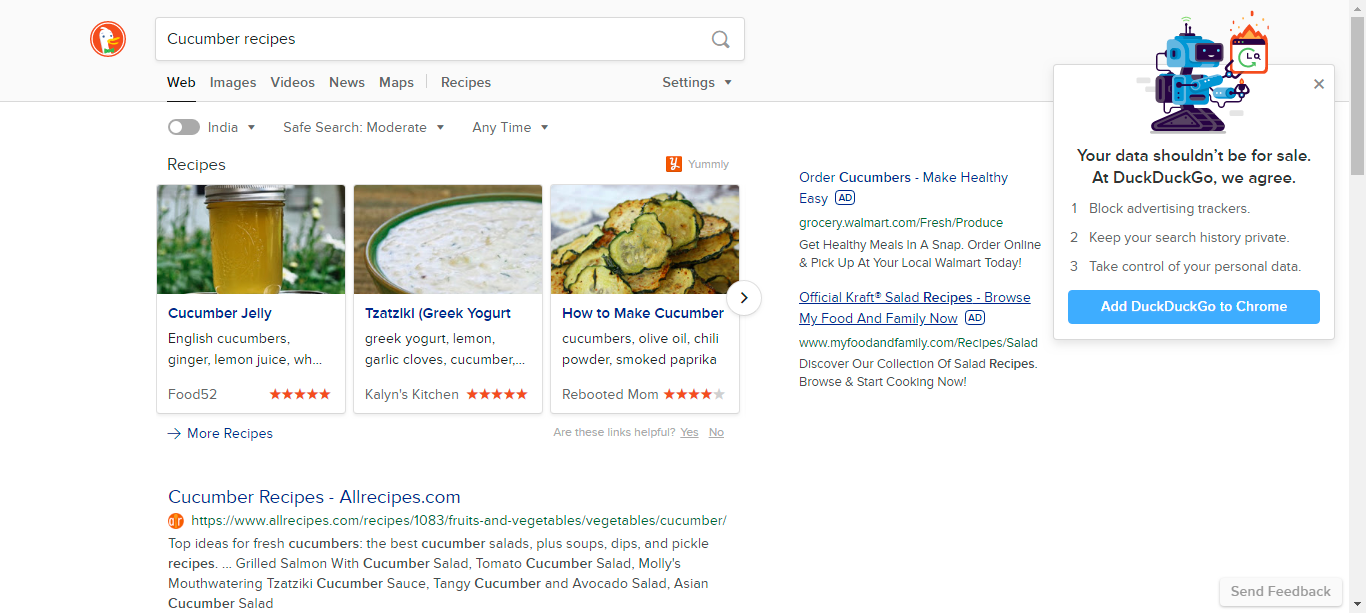 Cucumber recipes
Web Images Videos News Maps Recipes Settings
India Safe Search: Moderate Any Time
Recipes
Yummly
Cucumber Jelly
English cucumbers,
ginger, lemon juice, wh...
Food52 ★★★★★
Tzatziki (Greek Yogurt
greek yogurt, lemon,
garlic cloves, cucumber,...
Kalyn's Kitchen ★★★★★
How to Make Cucumber
cucumbers, olive oil, chili
powder, smoked paprika
Rebooted Mom ★★★★★
→ More Recipes
Are these links helpful? Yes No
Cucumber Recipes - Allrecipes.com
https://www.allrecipes.com/recipes/1083/fruits-and-vegetables/vegetables/cucumber/
Top ideas for fresh cucumbers: the best cucumber salads, plus soups, dips, and pickle
recipes. ... Grilled Salmon With Cucumber Salad, Tomato Cucumber Salad, Molly's
Mouthwatering Tzatziki Cucumber Sauce, Tangy Cucumber and Avocado Salad, Asian
Cucumber Salad
Order Cucumbers - Make Healthy
Easy AD
grocery.walmart.com/Fresh/Produce
Get Healthy Meals In A Snap. Order Online
& Pick Up At Your Local Walmart Today!
Official Kraft® Salad Recipes - Browse
My Food And Family Now AD
www.myfoodandfamily.com/Recipes/Salad
Discover Our Collection Of Salad Recipes.
Browse & Start Cooking Now!
Your data shouldn't be for sale.
At DuckDuckGo, we agree.
1 Block advertising trackers.
2 Keep your search history private.
3 Take control of your personal data.
Add DuckDuckGo to Chrome
Send Feedback